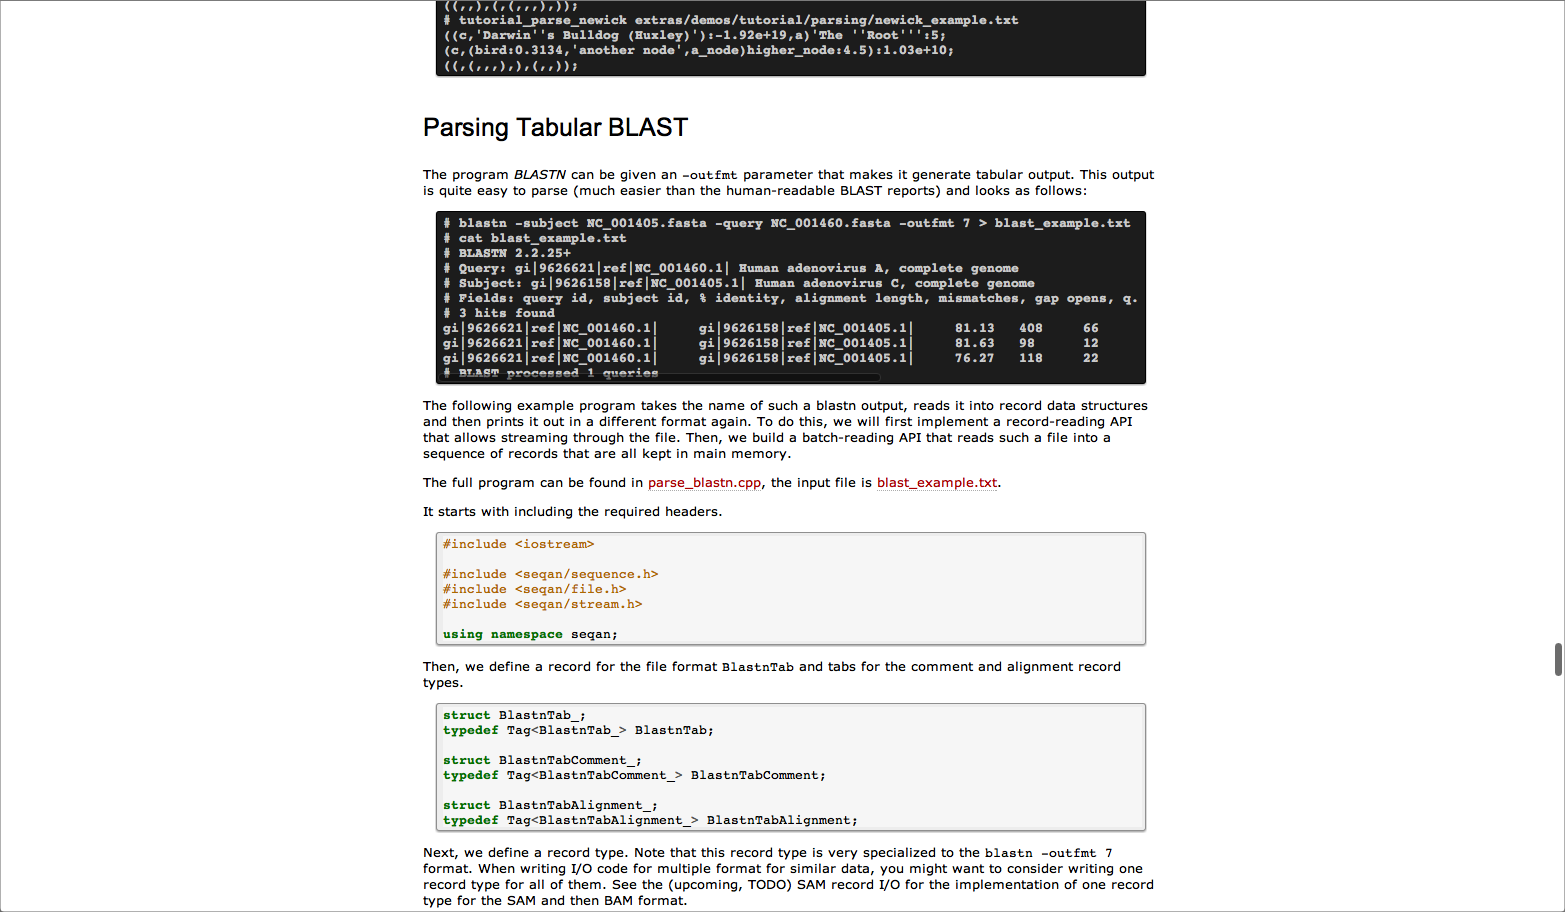 ((,,),(,(,,,),));
# tutorial_parse_newick extras/demos/tutorial/parsing/newick_example.txt
((c,'Darwin''s Bulldog (Huxley)'):-1.92e+19,a)'The ''Root''':5;
(c,(bird:0.3134,'another node',a_node)higher_node:4.5):1.03e+10;
((,(,,,),),(,,));
Parsing Tabular BLAST
The program BLASTN can be given an -outfmt parameter that makes it generate tabular output. This output
is quite easy to parse (much easier than the human-readable BLAST reports) and looks as follows:
# blastn -subject NC_001405.fasta -query NC_001460.fasta -outfmt 7 > blast_example.txt
# cat blast_example.txt
# BLASTN 2.2.25+
# Query: gi|9626621|ref|NC_001460.1| Human adenovirus A, complete genome
# Subject: gi|9626158|ref|NC_001405.1| Human adenovirus C, complete genome
# Fields: query id, subject id, % identity, alignment length, mismatches, gap opens, q.
# 3 hits found
gi|9626621|ref|NC_001460.1| gi|9626158|ref|NC_001405.1| 81.13 408 66
gi|9626621|ref|NC_001460.1| gi|9626158|ref|NC_001405.1| 81.63 98 12
gi|9626621|ref|NC_001460.1| gi|9626158|ref|NC_001405.1| 76.27 118 22
# BLAST processed 1 queries
The following example program takes the name of such a blastn output, reads it into record data structures
and then prints it out in a different format again. To do this, we will first implement a record-reading API
that allows streaming through the file. Then, we build a batch-reading API that reads such a file into a
sequence of records that are all kept in main memory.
The full program can be found in parse_blastn.cpp, the input file is blast_example.txt.
It starts with including the required headers.
#include <iostream>
#include <seqan/sequence.h>
#include <seqan/file.h>
#include <seqan/stream.h>
using namespace seqan;
Then, we define a record for the file format BlastnTab and tabs for the comment and alignment record
types.
struct BlastnTab_;
typedef Tag<BlastnTab_> BlastnTab;
struct BlastnTabComment_;
typedef Tag<BlastnTabComment_> BlastnTabComment;
struct BlastnTabAlignment_;
typedef Tag<BlastnTabAlignment_> BlastnTabAlignment;
Next, we define a record type. Note that this record type is very specialized to the blastn -outfmt 7
format. When writing I/O code for multiple format for similar data, you might want to consider writing one
record type for all of them. See the (upcoming, TODO) SAM record I/O for the implementation of one record
type for the SAM and then BAM format.